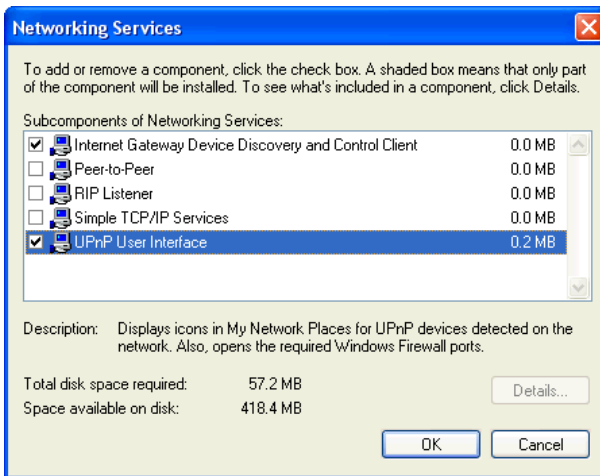 Networking Services
To add or remove a component, click the check box. A shaded box means that only part
of the component will be installed. To see what's included in a component, click Details.
Subcomponents of Networking Services:
Internet Gateway Device Discovery and Control Client 0.0 MB
Peer-to-Peer 0.0 MB
RIP Listener 0.0 MB
Simple TCP/IP Services 0.0 MB
UPnP User Interface 0.2 MB
Description: Displays icons in My Network Places for UPnP devices detected on the
network. Also, opens the required Windows Firewall ports.
Total disk space required: 57.2 MB Details...
Space available on disk: 418.4 MB
OK Cancel